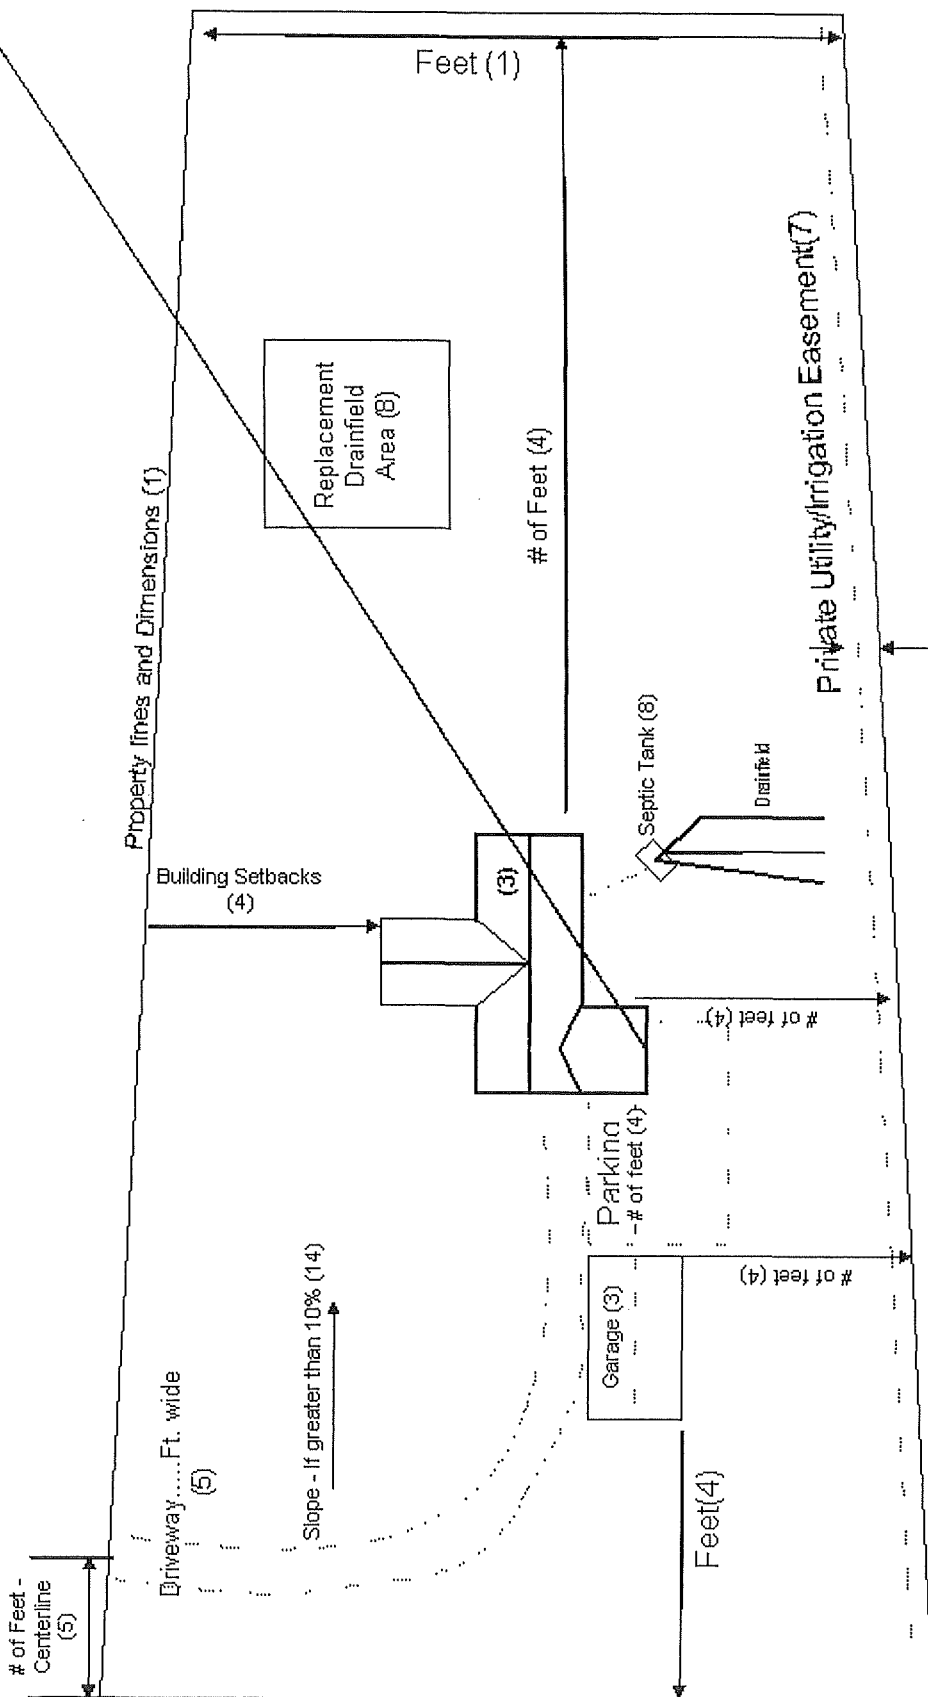 Feet (1)
Replacement
Drainfield
Area (8)
# of Feet (4)
Private Utility/Irrigation Easement(7)
Property lines and Dimensions (1)
Building Setbacks
(4)
(3)
Septic Tank (8)
Drainfield
# of feet (4)
Parking
# of feet (4)
# of feet (4)
Garage (3)
Slope - If greater than 10% (14)
Driveway.....Ft. wide
(5)
Feet(4)
# of Feet -
Centerline
(5)